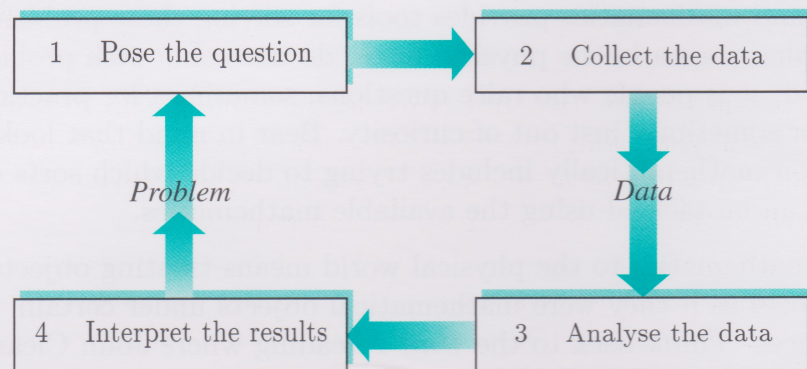 1 Pose the question
2 Collect the data
Problem
Data
4 Interpret the results
3 Analyse the data